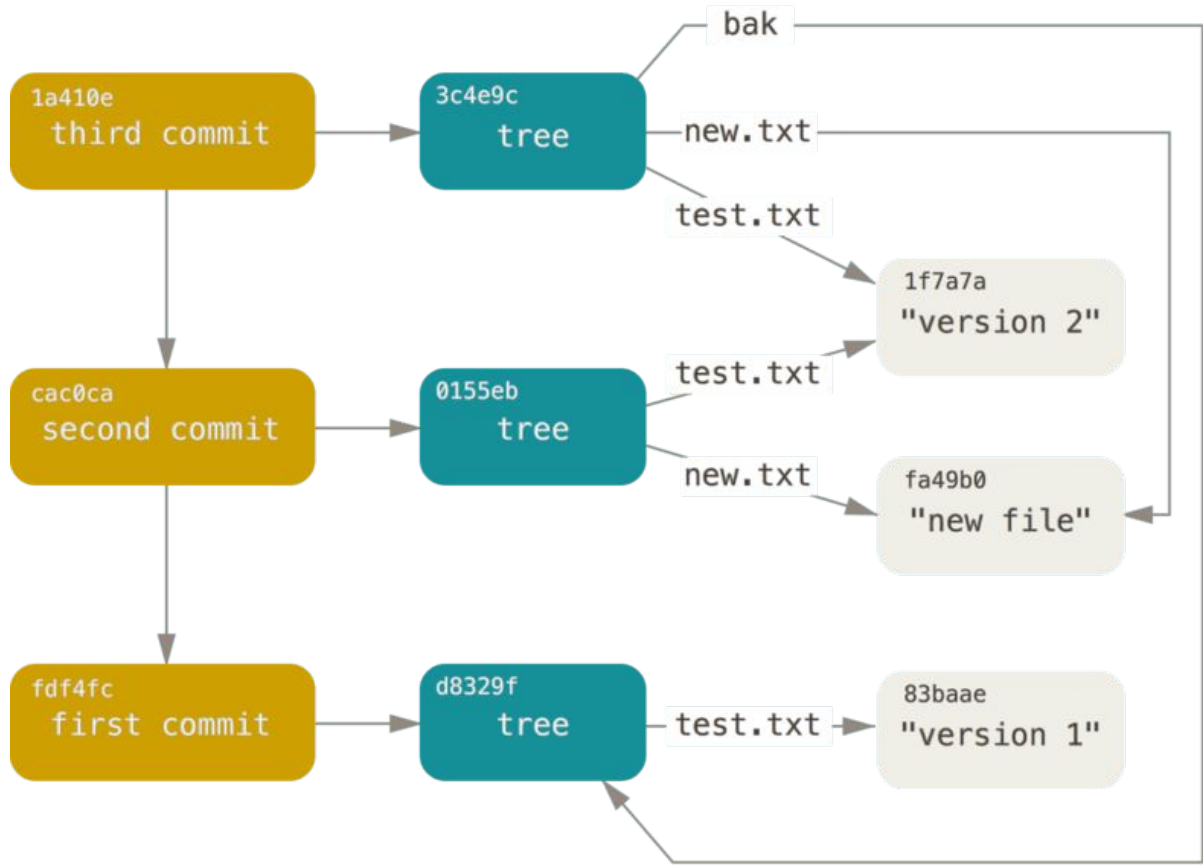 bak
1a410e
third commit
3c4e9c
tree
new.txt
test.txt
1f7a7a
"version 2"
cac0ca
second commit
0155eb
tree
test.txt
new.txt
fa49b0
"new file"
fdf4fc
first commit
d8329f
tree
test.txt
83baae
"version 1"